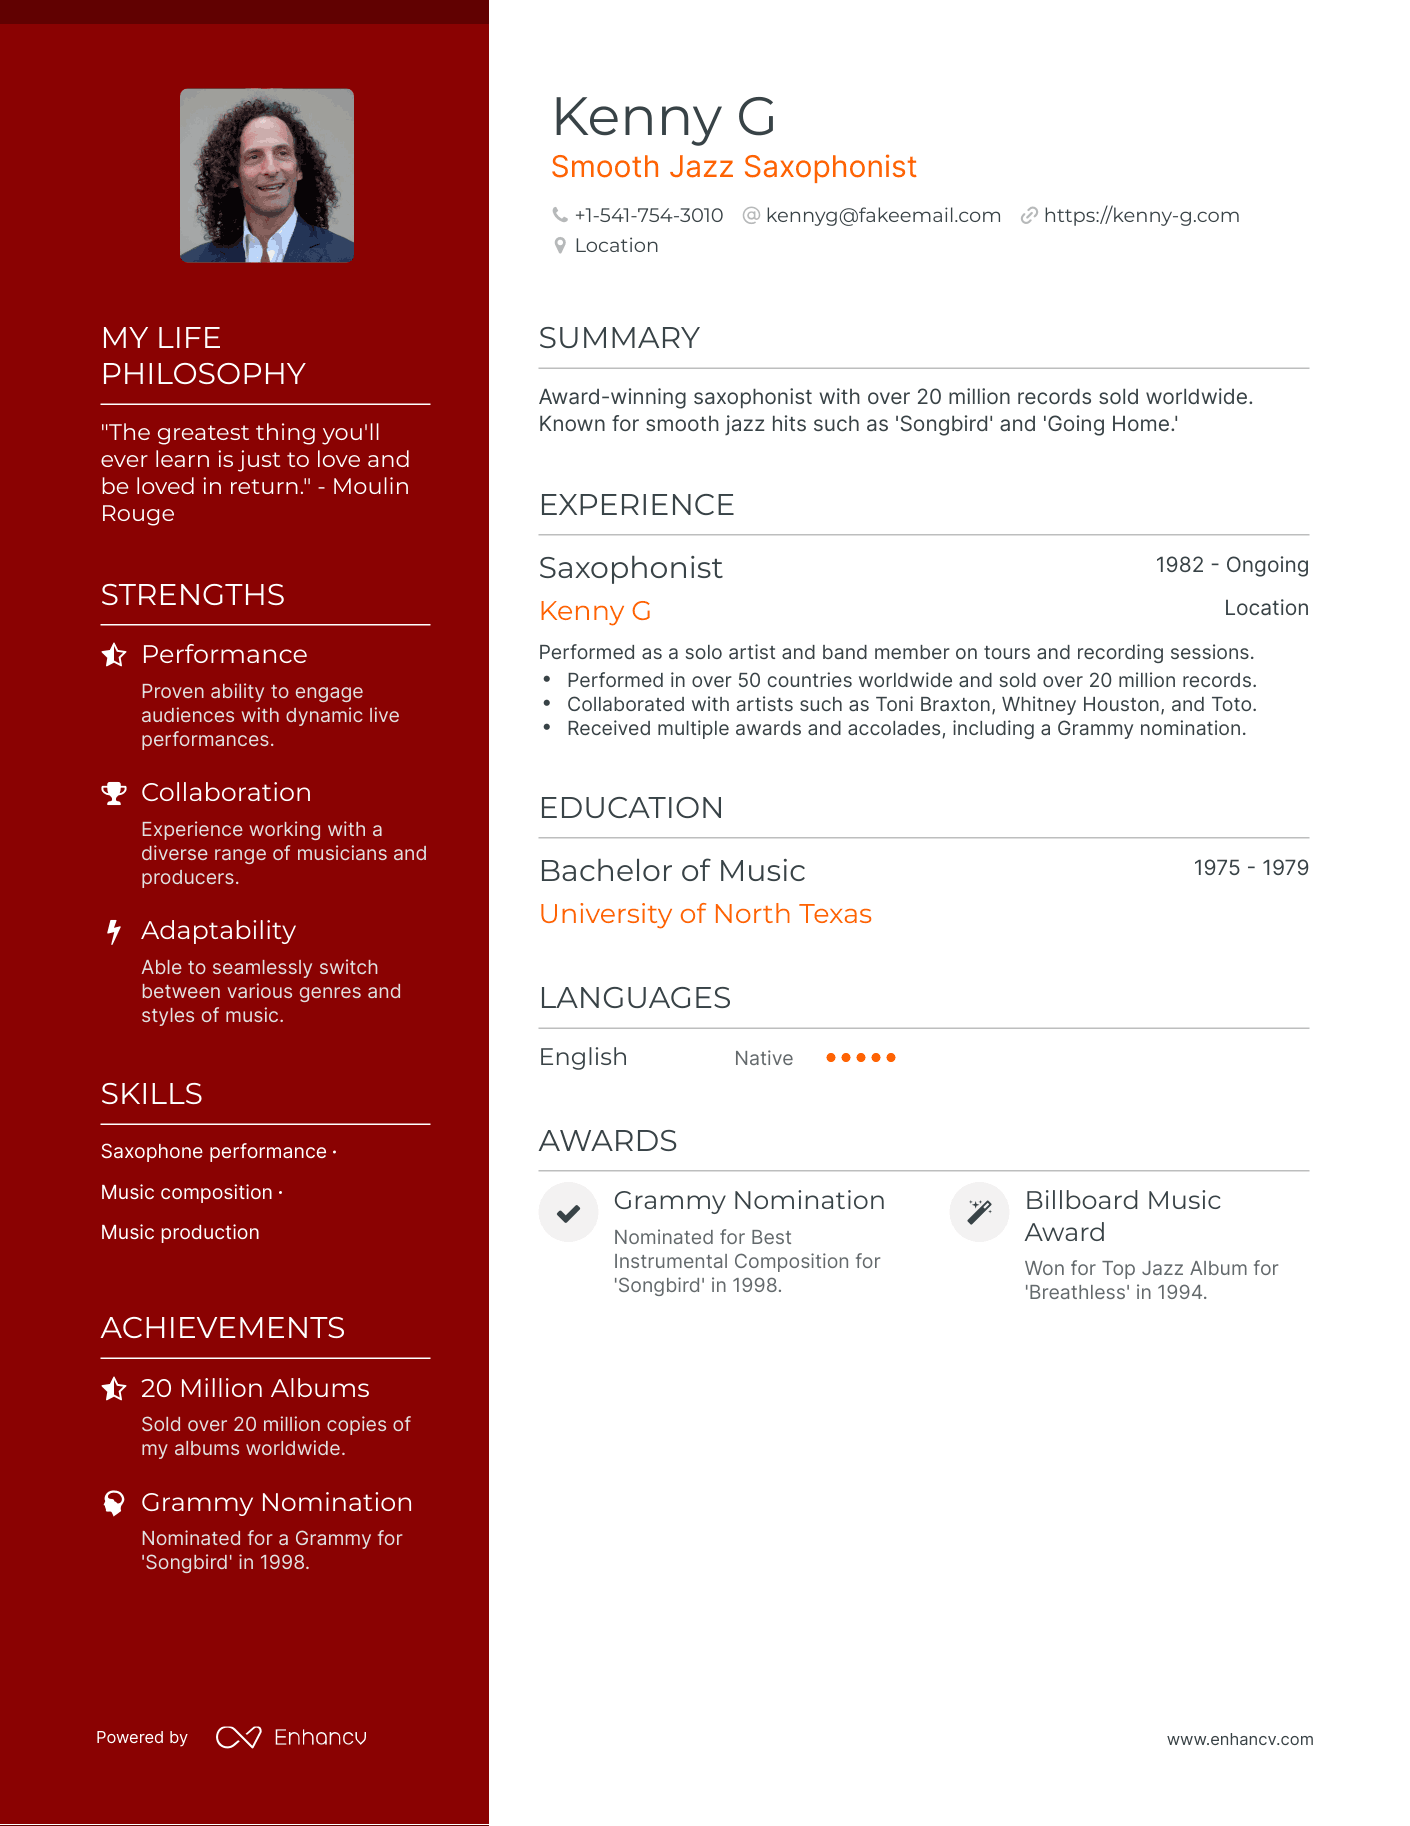 Kenny G
Smooth Jazz Saxophonist
+1-541-754-3010 kennyg@fakeemail.com https://kenny-g.com
Location
MY LIFE
PHILOSOPHY
"The greatest thing you'll
ever learn is just to love and
be loved in return." - Moulin
Rouge
STRENGTHS
Performance
Proven ability to engage
audiences with dynamic live
performances.
Collaboration
Experience working with a
diverse range of musicians and
producers.
Adaptability
Able to seamlessly switch
between various genres and
styles of music.
SKILLS
Saxophone performance ·
Music composition ·
Music production
ACHIEVEMENTS
20 Million Albums
Sold over 20 million copies of
my albums worldwide.
Grammy Nomination
Nominated for a Grammy for
'Songbird' in 1998.
SUMMARY
Award-winning saxophonist with over 20 million records sold worldwide.
Known for smooth jazz hits such as 'Songbird' and 'Going Home.'
EXPERIENCE
Saxophonist 1982 - Ongoing
Kenny G Location
Performed as a solo artist and band member on tours and recording sessions.
• Performed in over 50 countries worldwide and sold over 20 million records.
• Collaborated with artists such as Toni Braxton, Whitney Houston, and Toto.
• Received multiple awards and accolades, including a Grammy nomination.
EDUCATION
Bachelor of Music 1975 - 1979
University of North Texas
LANGUAGES
English Native
AWARDS
Grammy Nomination
Nominated for Best
Instrumental Composition for
'Songbird' in 1998.
Billboard Music
Award
Won for Top Jazz Album for
'Breathless' in 1994.
Powered by Enhancv
www.enhancv.com